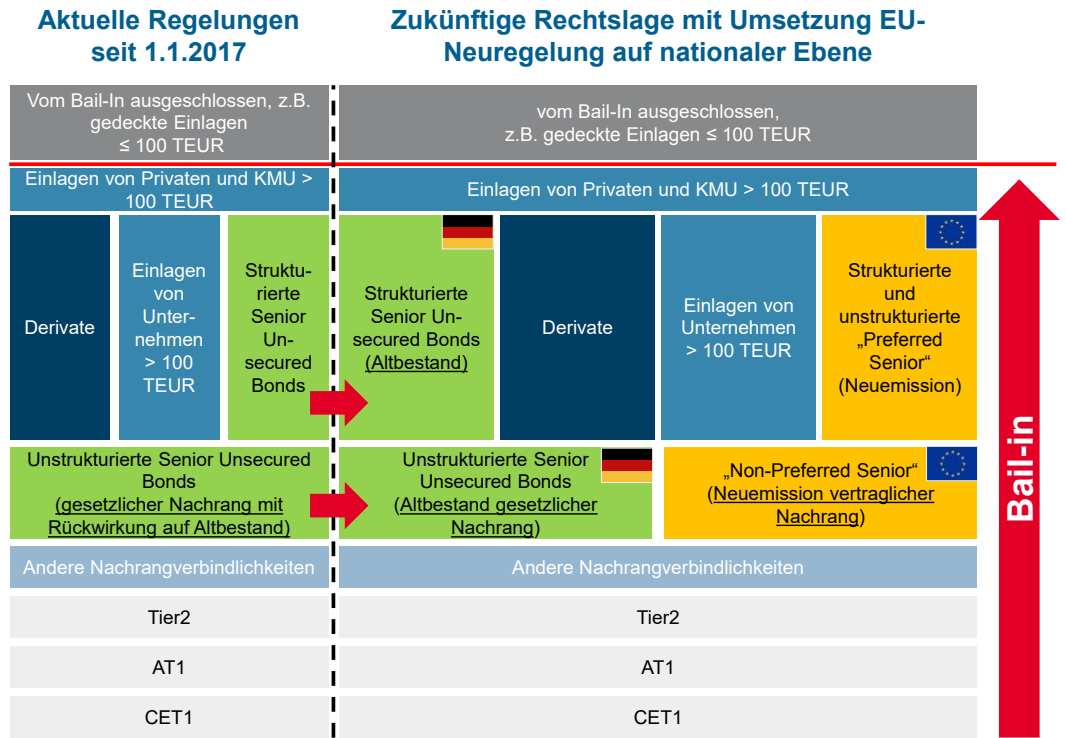 Aktuelle Regelungen
seit 1.1.2017
Zukünftige Rechtslage mit Umsetzung EU-
Neuregelung auf nationaler Ebene
Vom Bail-In ausgeschlossen, z.B.
gedeckte Einlagen
≤ 100 TEUR
vom Bail-In ausgeschlossen,
z.B. gedeckte Einlagen ≤ 100 TEUR
Einlagen von Privaten und KMU >
100 TEUR
Einlagen von Privaten und KMU > 100 TEUR
Derivate
Einlagen
von
Unter-
nehmen
> 100
TEUR
Struktu-
rierte
Senior
Un-
secured
Bonds
Strukturierte
Senior Un-
secured Bonds
(Altbestand)
Derivate
Einlagen von
Unternehmen
> 100 TEUR
Strukturierte
und
unstrukturierte
„Preferred
Senior“
(Neuemission)
Unstrukturierte Senior Unsecured
Bonds
(gesetzlicher Nachrang mit
Rückwirkung auf Altbestand)
Unstrukturierte Senior
Unsecured Bonds
(Altbestand gesetzlicher
Nachrang)
„Non-Preferred Senior“
(Neuemission vertraglicher
Nachrang)
Andere Nachrangverbindlichkeiten
Andere Nachrangverbindlichkeiten
Tier2
Tier2
AT1
AT1
CET1
CET1
Bail-in